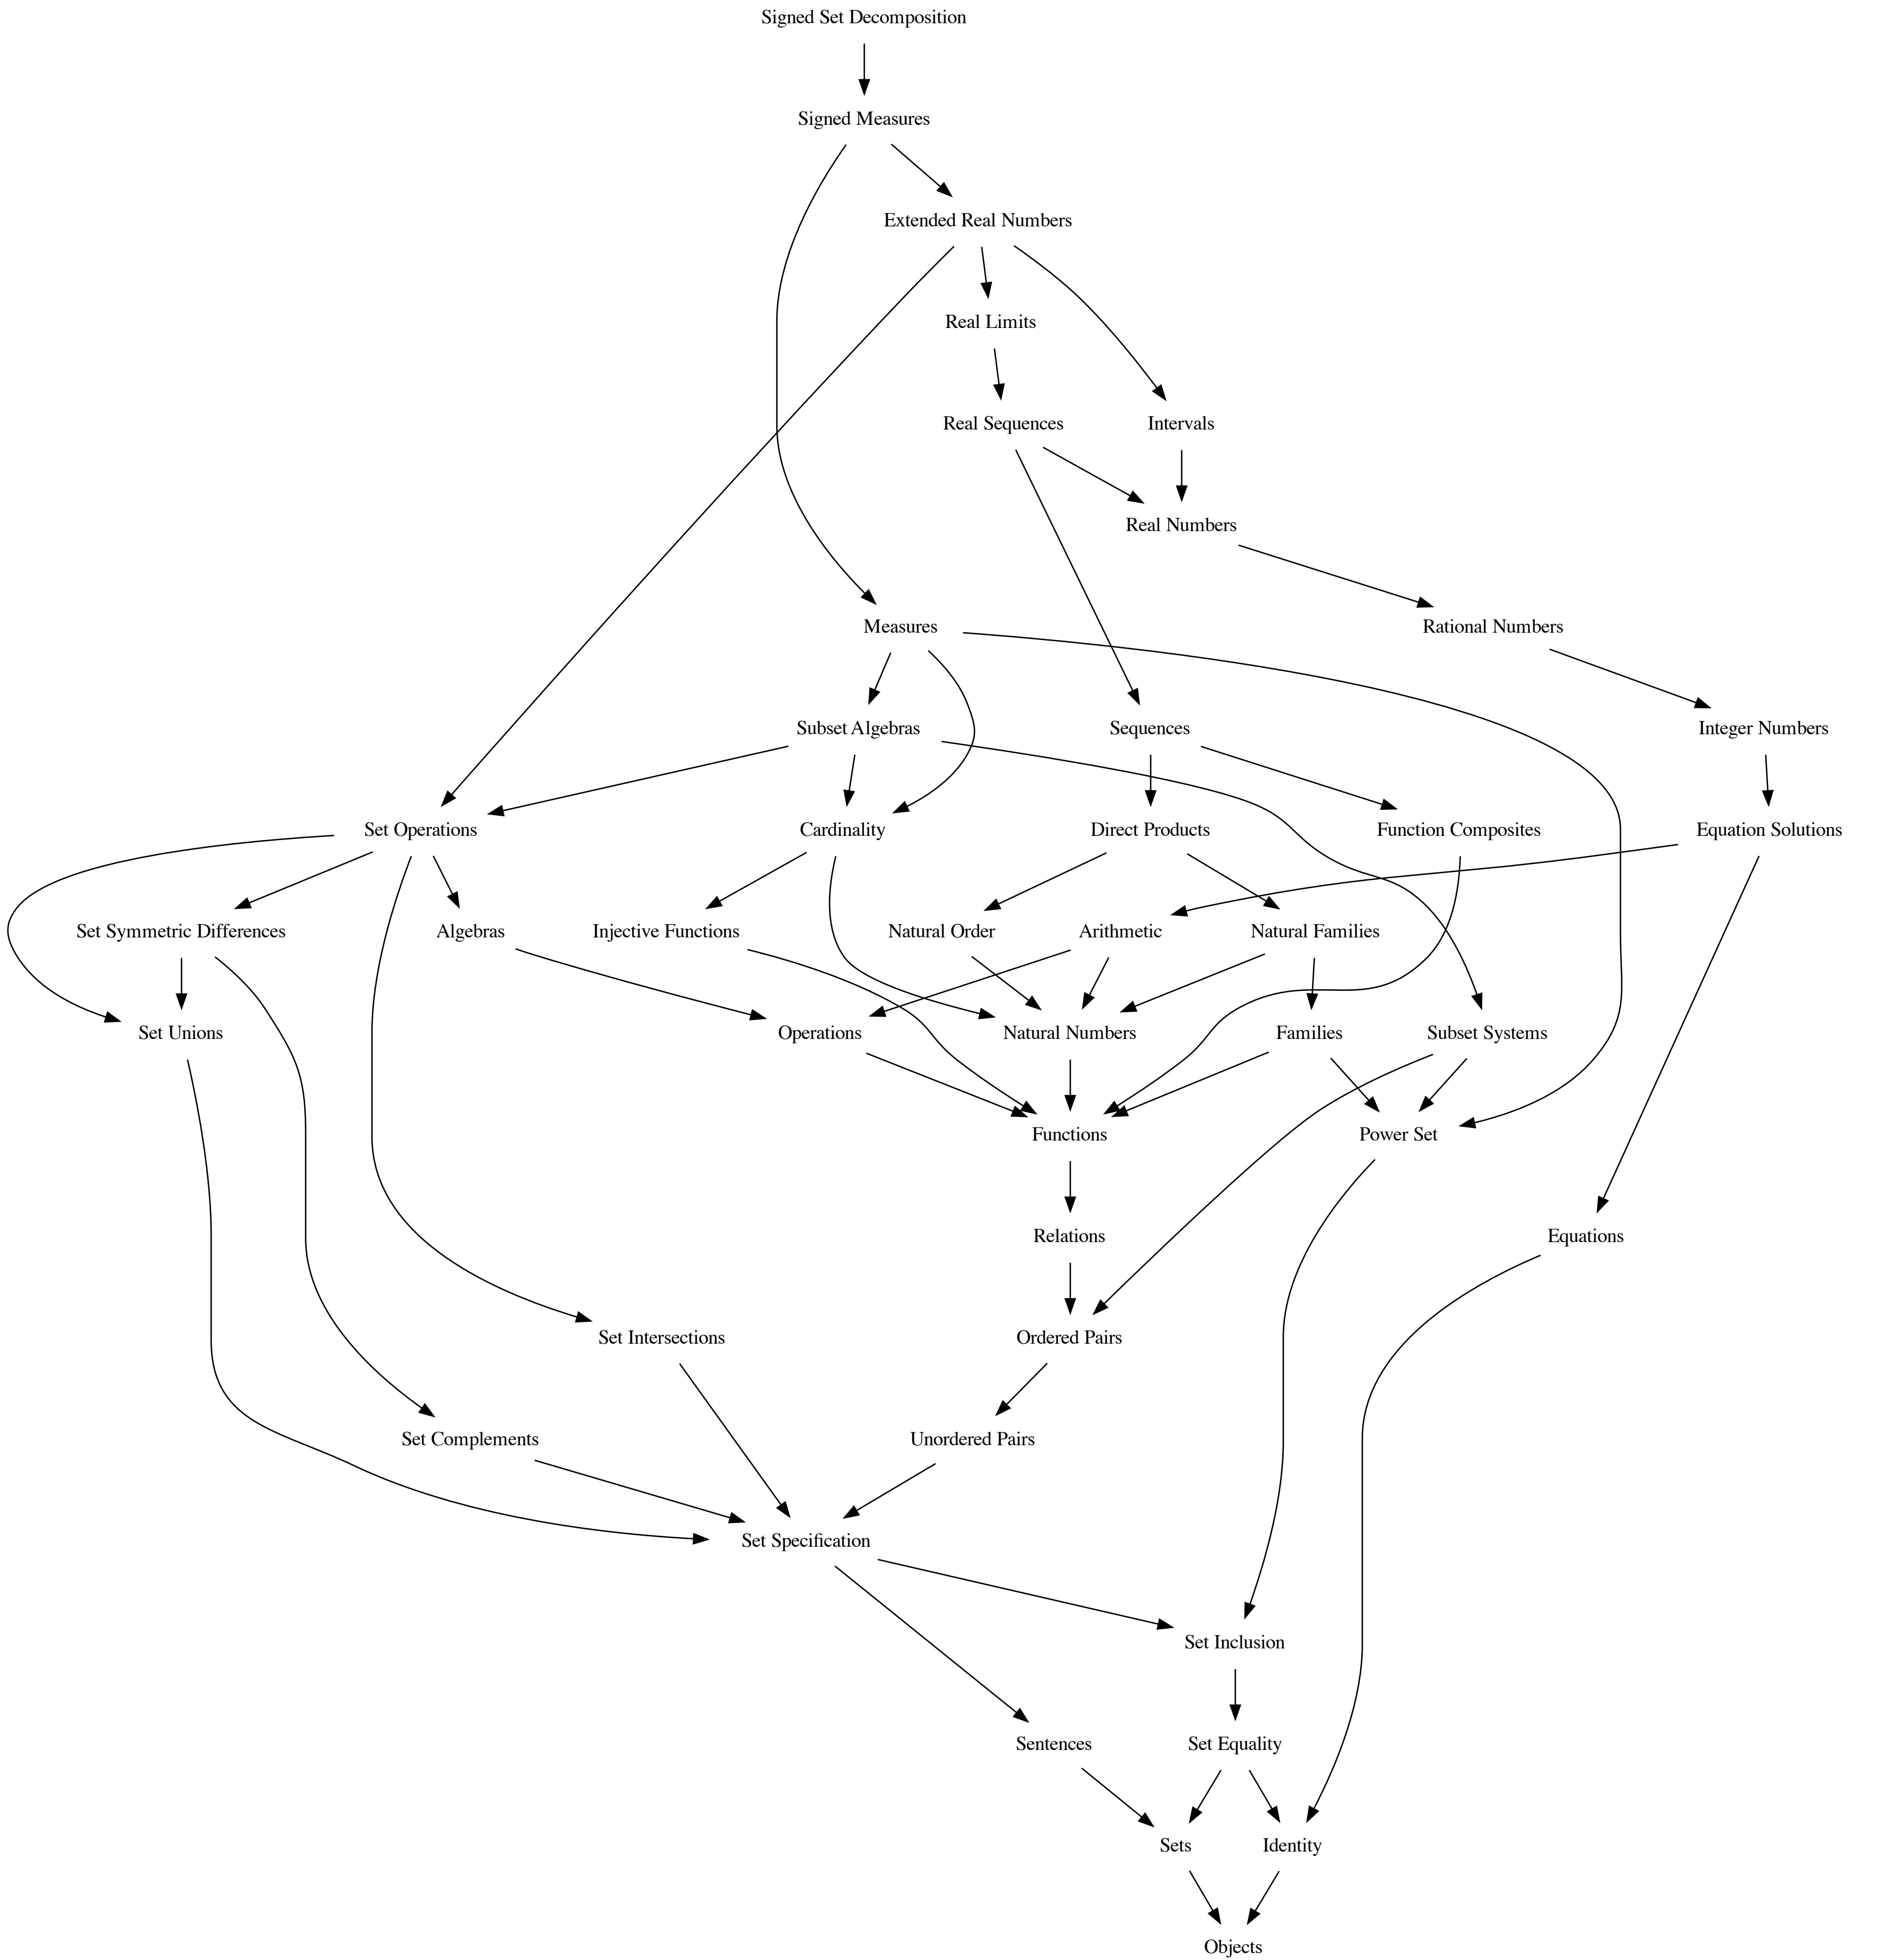 Signed Set Decomposition
Signed Measures
Extended Real Numbers
Real Limits
Real Sequences
Intervals
Real Numbers
Measures
Rational Numbers
Subset Algebras
Sequences
Integer Numbers
Set Operations
Cardinality
Direct Products
Function Composites
Equation Solutions
Set Symmetric Differences
Algebras
Injective Functions
Natural Order
Arithmetic
Natural Families
Set Unions
Operations
Natural Numbers
Families
Subset Systems
Functions
Power Set
Relations
Equations
Set Intersections
Ordered Pairs
Set Complements
Unordered Pairs
Set Specification
Set Inclusion
Sentences
Set Equality
Sets
Identity
Objects